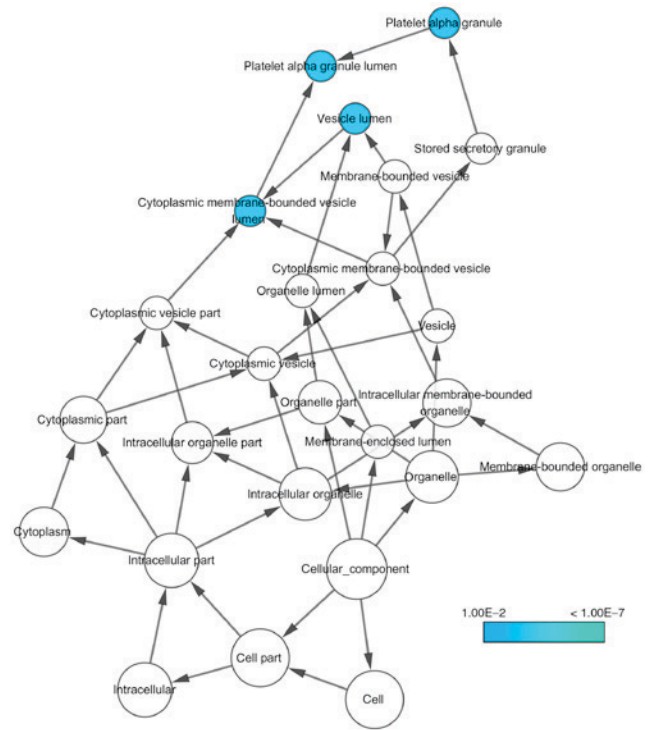 Platelet alpha granule
Platelet alpha granule lumen
Vesicle lumen
Stored secretory granule
Membrane-bounded vesicle
Cytoplasmic membrane-bounded vesicle
lumen
Cytoplasmic membrane-bounded vesicle
Organelle lumen
Cytoplasmic vesicle part
Vesicle
Cytoplasmic vesicle
Intracellular membrane-bounded
organelle
Organelle part
Cytoplasmic part
Intracellular organelle part
Membrane-enclosed lumen
Membrane-bounded organelle
Organelle
Intracellular organelle
Cytoplasm
Intracellular part
Cellular_component
1.00E-2 < 1.00E-7
Cell part
Intracellular
Cell